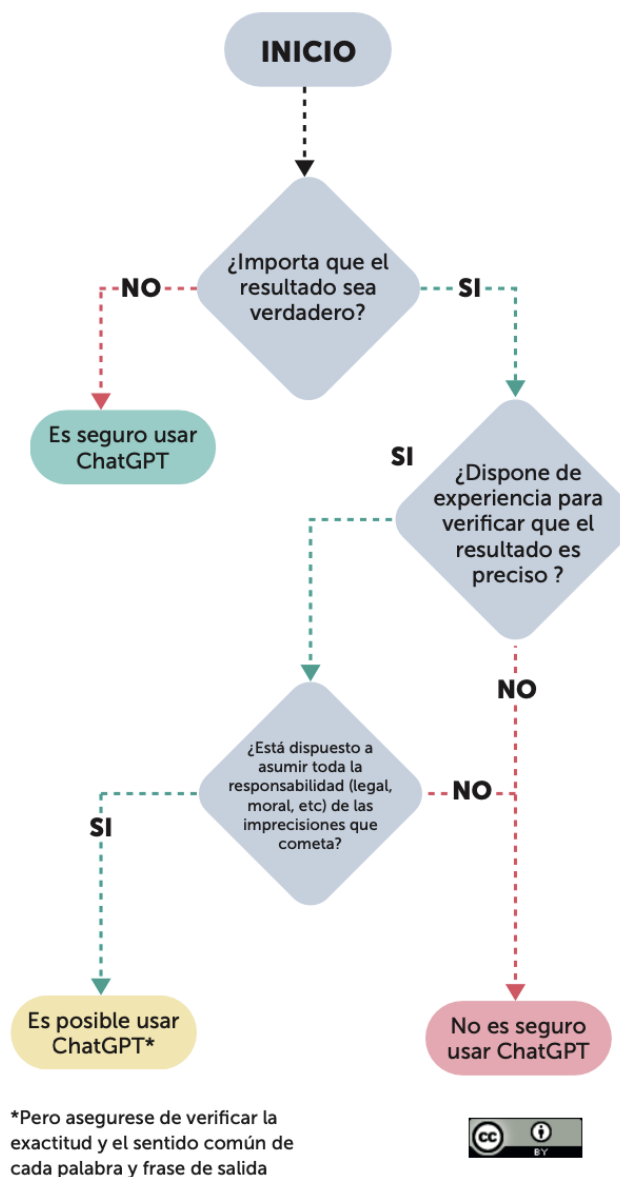 INICIO
¿Importa que el
resultado sea
verdadero?
NO
SI
Es seguro usar
ChatGPT
SI
¿Dispone de
experiencia para
verificar que el
resultado es
preciso ?
NO
¿Está dispuesto a
asumir toda la
responsabilidad (legal,
moral, etc) de las
imprecisiones que
cometa?
NO
SI
Es posible usar
ChatGPT*
No es seguro
usar ChatGPT
*Pero asegurese de verificar la
exactitud y el sentido común de
cada palabra y frase de salida
cc
BY